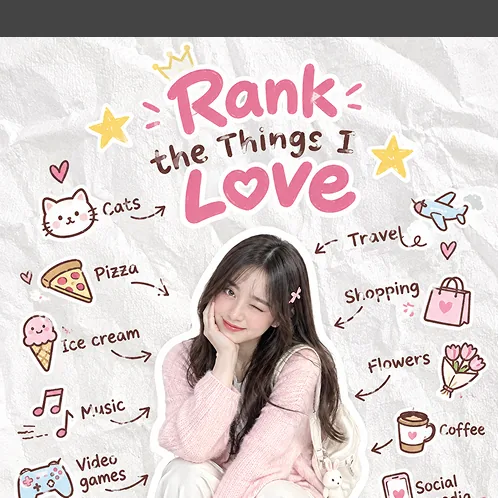 Rank
the Things I
Love
Cats
Travel
Pizza
Shopping
Ice cream
Flowers
Music
Coffee
Video
games
Social